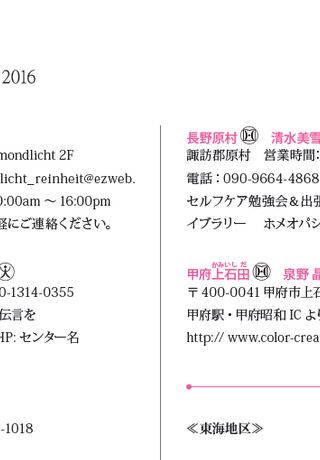 2016
mondlicht 2F
licht_reinheit@ezweb.
0:00am ～ 16:00pm
軽にご連絡ください。
0-1314-0355
伝言を
HP: センター名
-1018
長野原村 清水美雪
諏訪郡原村　営業時間：
電話：090-9664-4868
セルフケア勉強会＆出張
イブラリー　ホメオパシ
かみいしだ
甲府上石田 泉野 晶
〒400-0041 甲府市上石
甲府駅・甲府昭和 IC より
http:// www.color-crea
≪東海地区≫